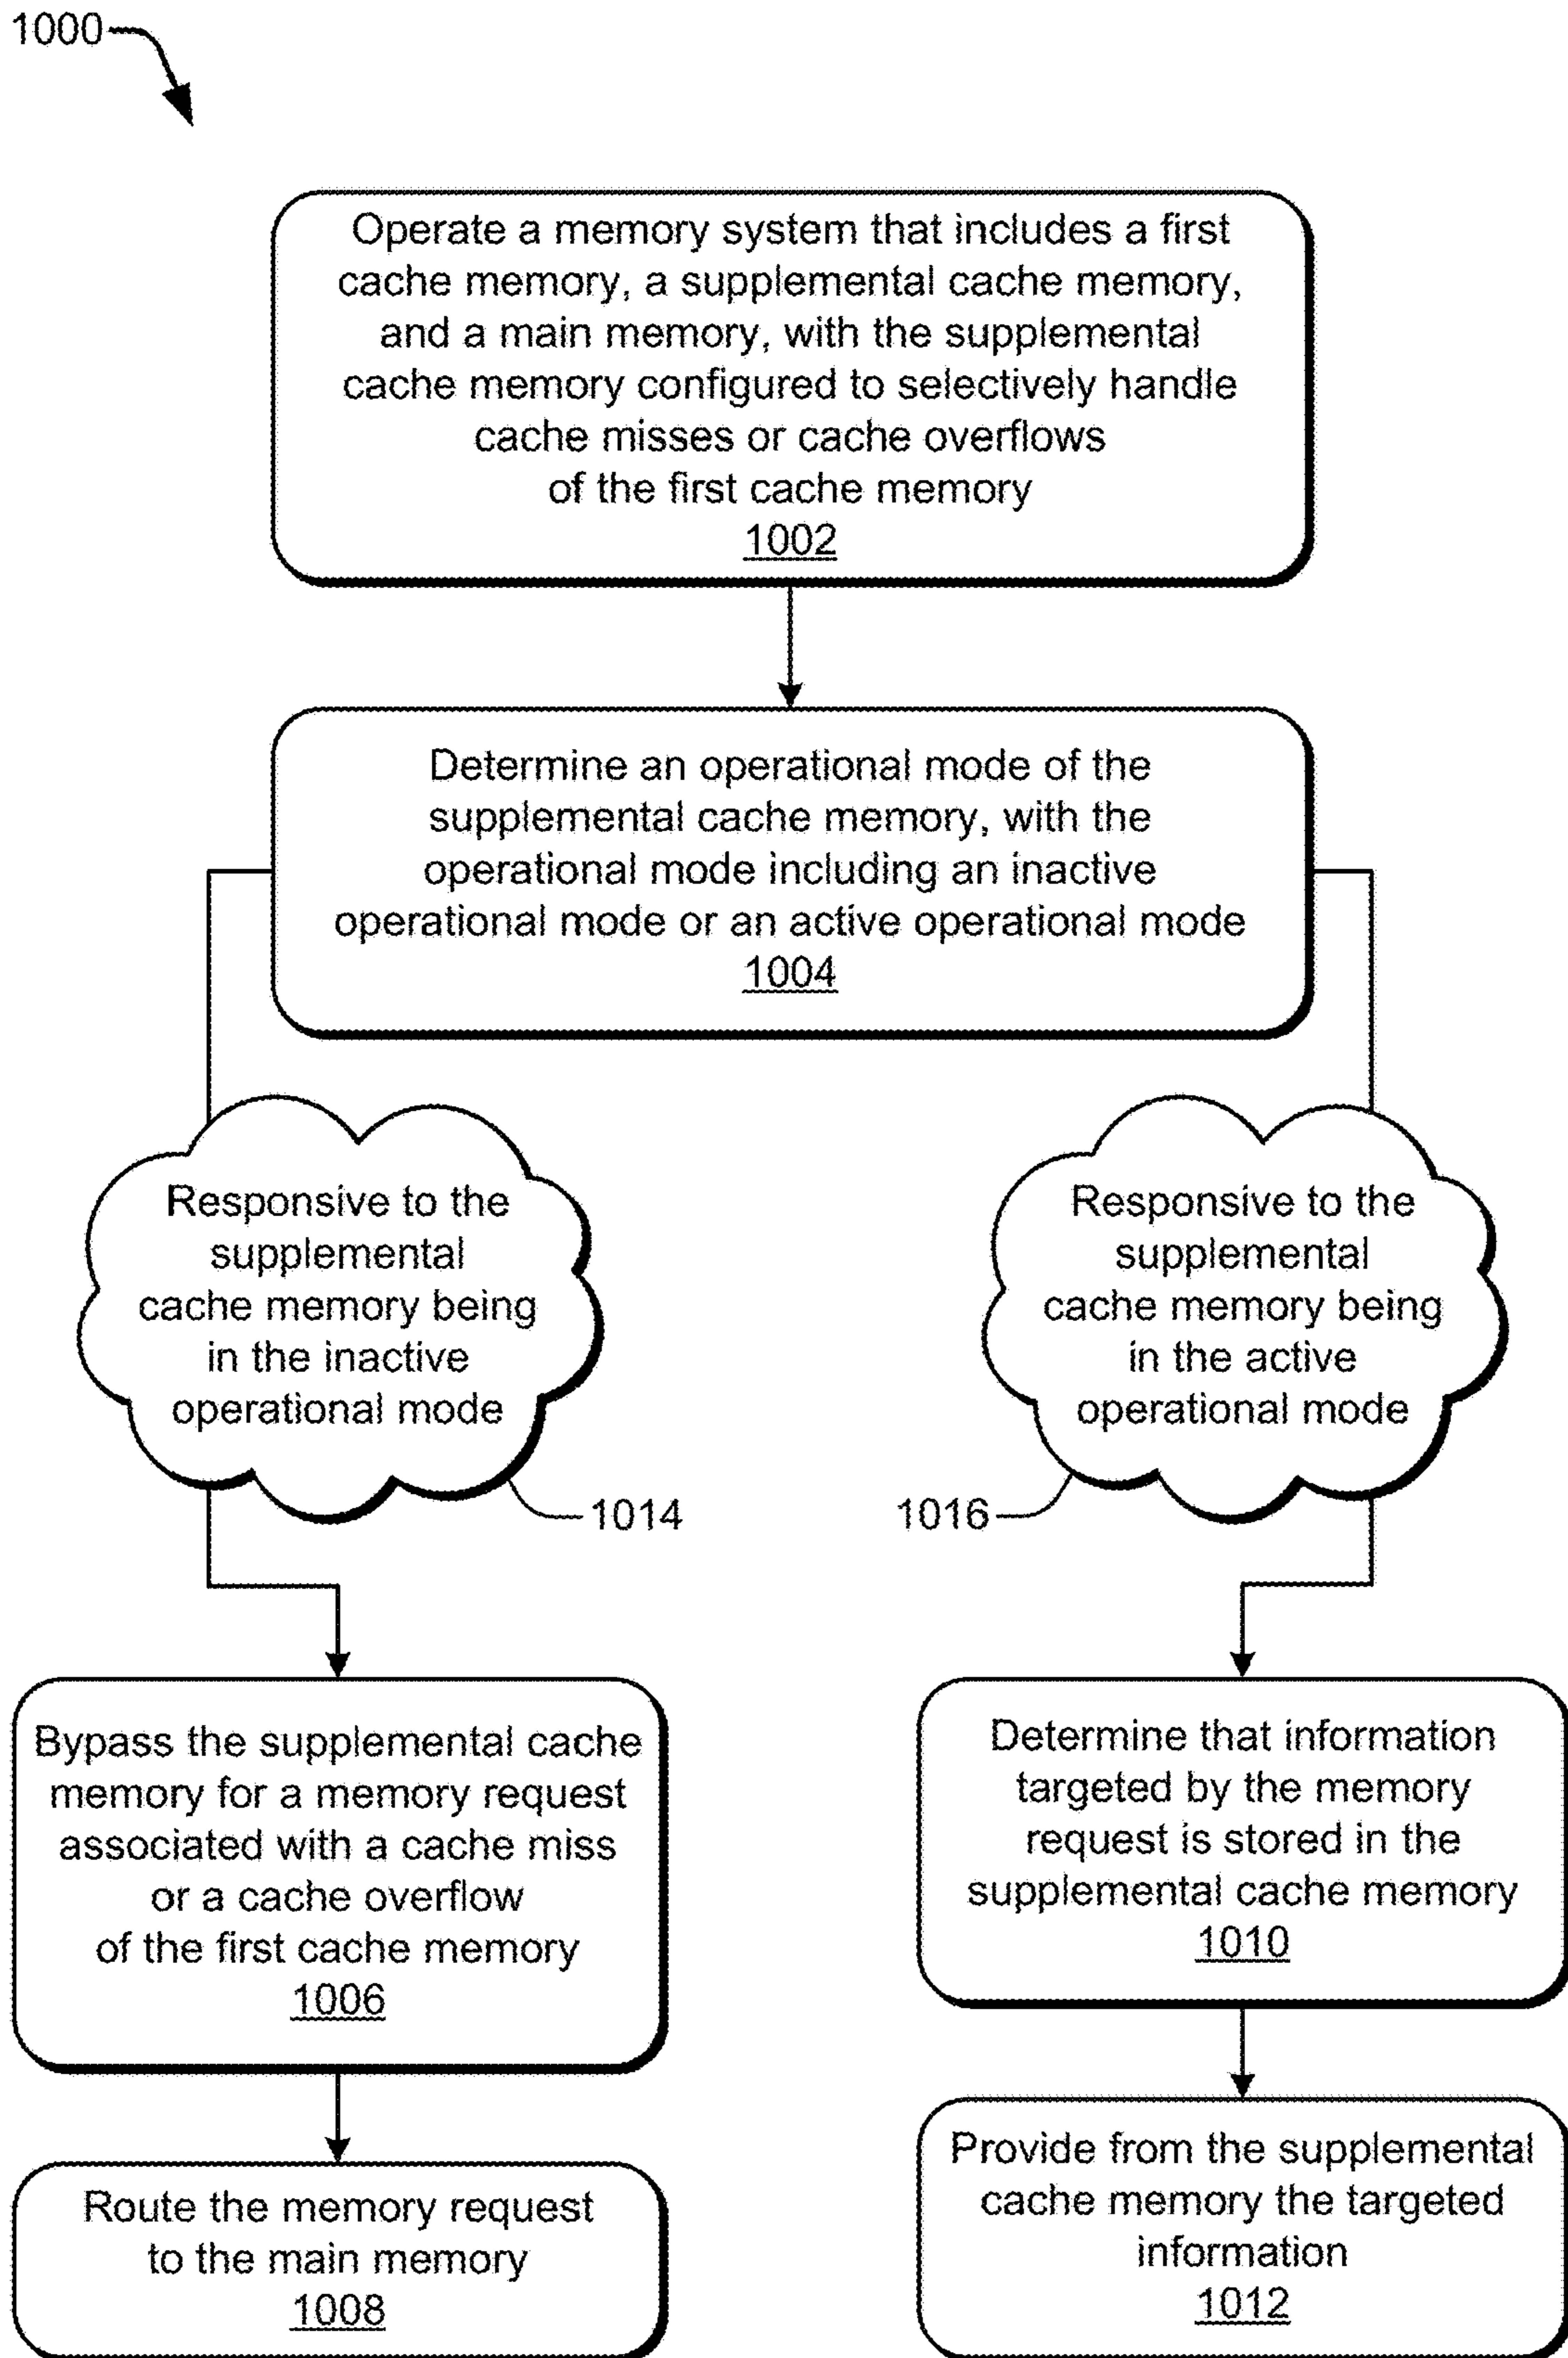 1000
Operate a memory system that includes a first
cache memory, a supplemental cache memory,
and a main memory, with the supplemental
cache memory configured to selectively handle
cache misses or cache overflows
of the first cache memory
1002
Determine an operational mode of the
supplemental cache memory, with the
operational mode including an inactive
operational mode or an active operational mode
1004
Responsive to the
supplemental
cache memory being
in the inactive
operational mode
1014
Responsive to the
supplemental
cache memory being
in the active
operational mode
1016
Bypass the supplemental cache
memory for a memory request
associated with a cache miss
or a cache overflow
of the first cache memory
1006
Route the memory request
to the main memory
1008
Determine that information
targeted by the memory
request is stored in the
supplemental cache memory
1010
Provide from the supplemental
cache memory the targeted
information
1012